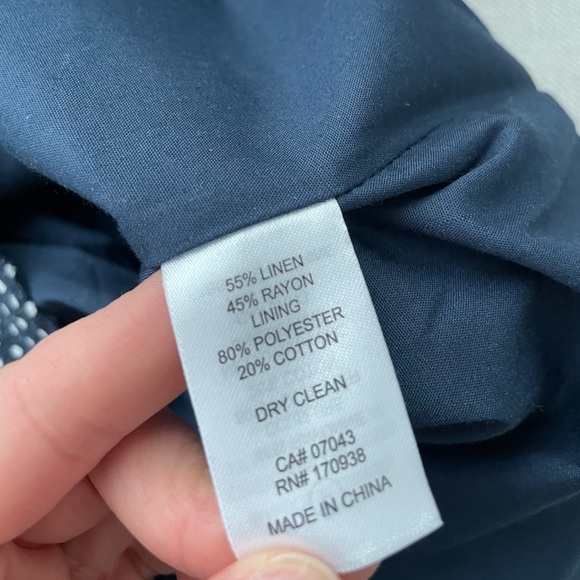 55% LINEN
45% RAYON
LINING
80% POLYESTER
20% COTTON
DRY CLEAN
CA# 07043
RN# 170938
MADE IN CHINA